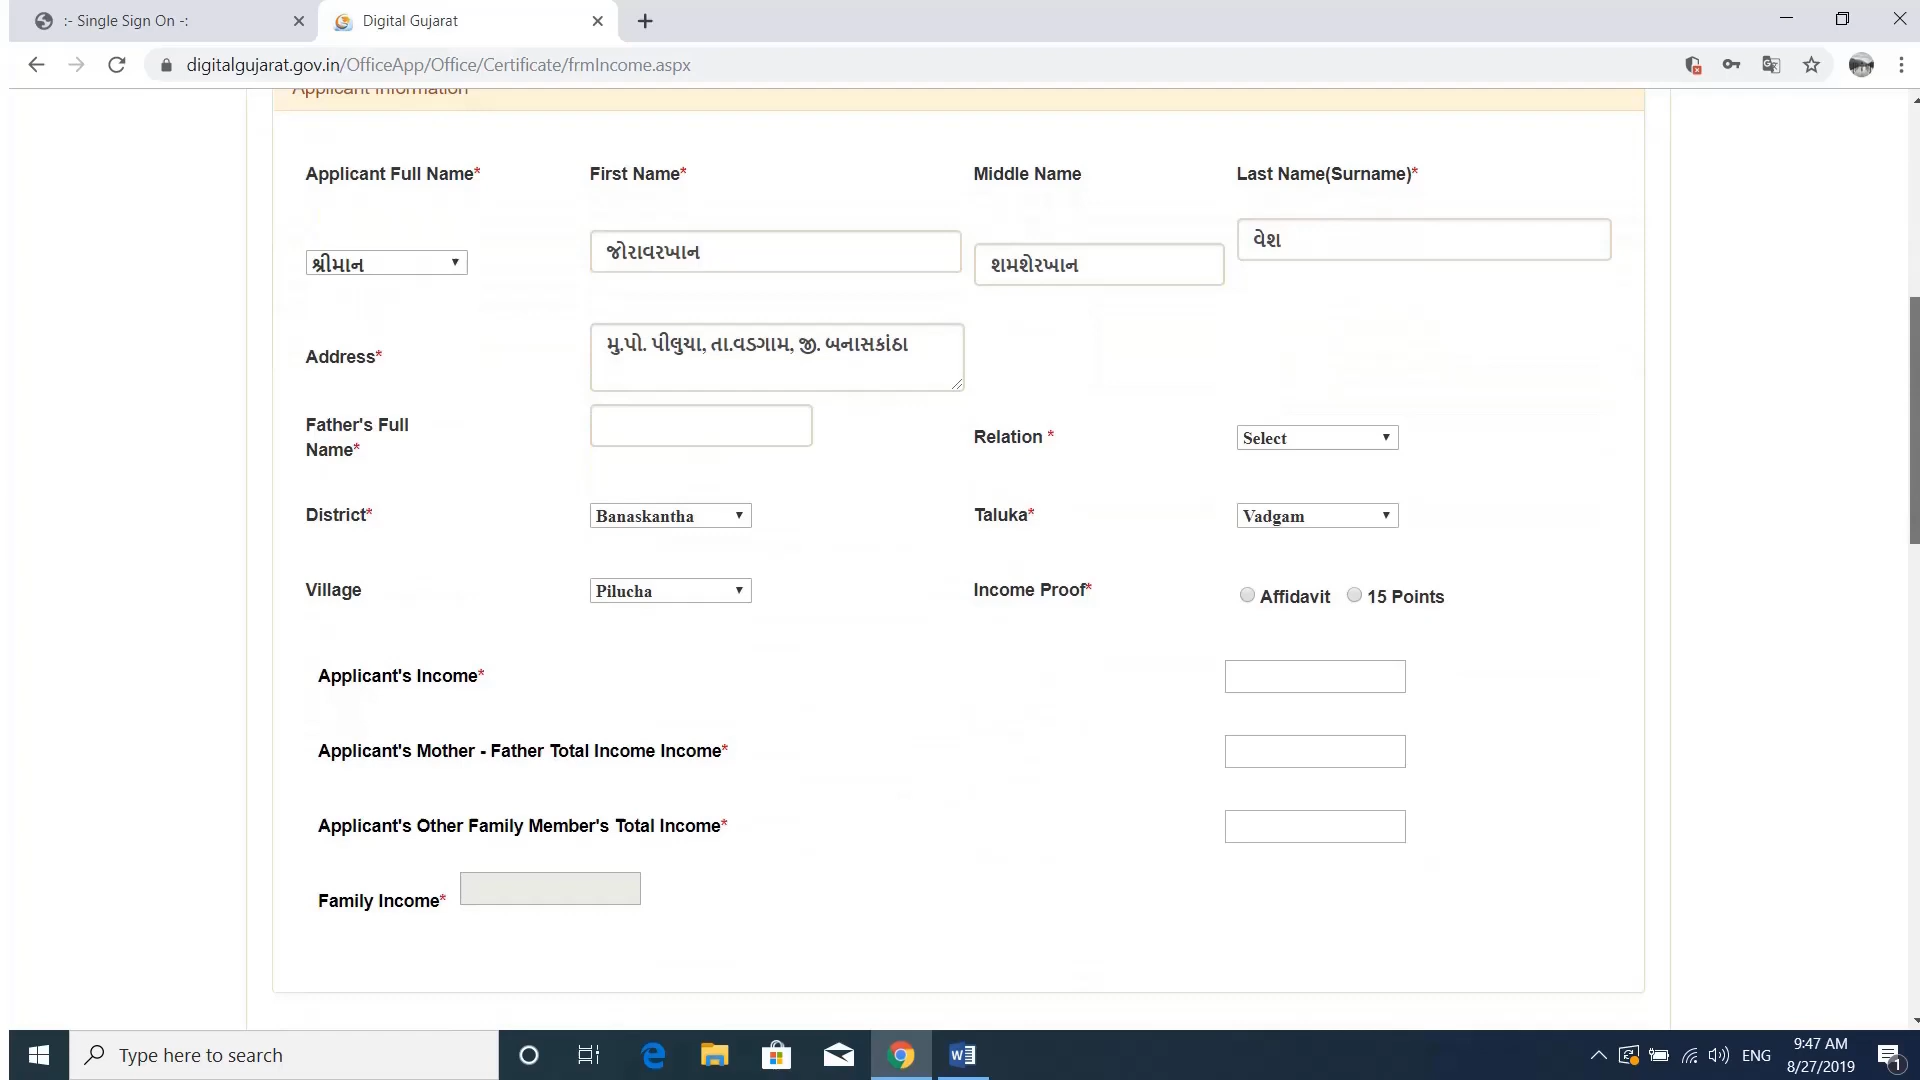 :- Single Sign On -:
Digital Gujarat
digitalgujarat.gov.in/OfficeApp/Office/Certificate/frmIncome.aspx
Applicant Information
Applicant Full Name* First Name* Middle Name Last Name(Surname)*
શ્રીમાન જોરાવરખાન શમશેરખાન વેશ
Address* મુ.પો. પીલુચા, તા.વડગામ, જી. બનાસકાંઠા
Father's Full
Name*
Relation * Select
District* Banaskantha Taluka* Vadgam
Village Pilucha Income Proof* Affidavit 15 Points
Applicant's Income*
Applicant's Mother - Father Total Income Income*
Applicant's Other Family Member's Total Income*
Family Income*
Type here to search
ENG
9:47 AM
8/27/2019
1